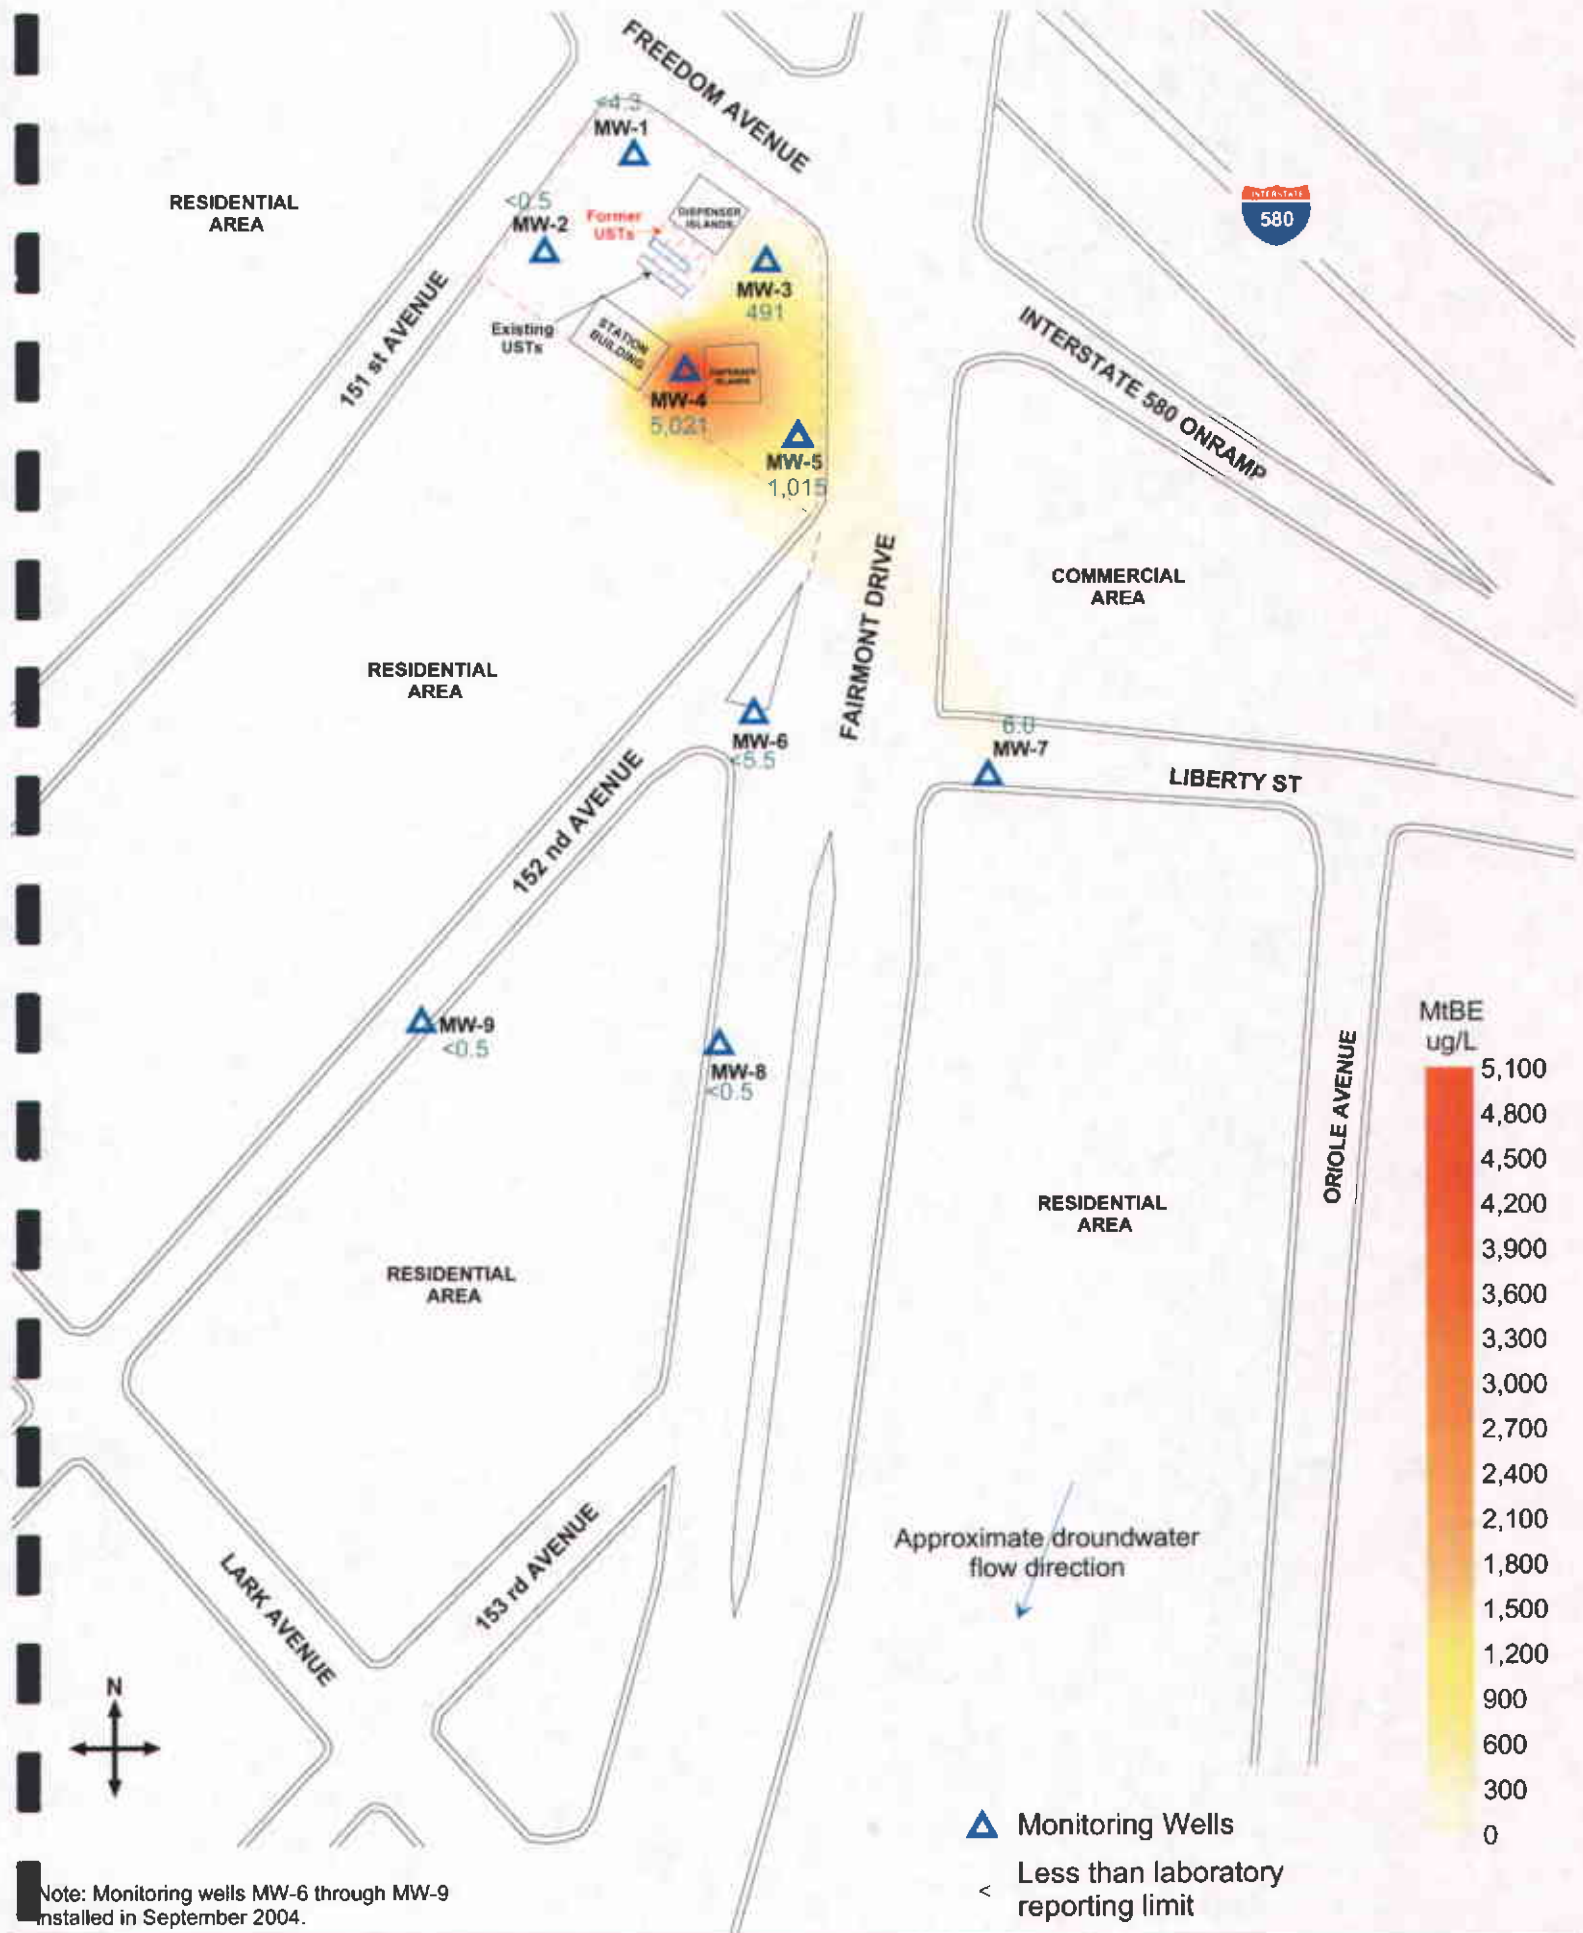 FREEDOM AVENUE
<4.3
MW-1
RESIDENTIAL
AREA
<0.5
MW-2
Former
USTs
DISPENSER
ISLANDS
INTERSTATE
580
MW-3
491
151 st AVENUE
Existing
USTs
STATION
BUILDING
DISPENSER
ISLANDS
MW-4
5,021
MW-5
1,015
INTERSTATE 580 ONRAMP
COMMERCIAL
AREA
FAIRMONT DRIVE
RESIDENTIAL
AREA
MW-6
<5.5
6.0
MW-7
LIBERTY ST
152 nd AVENUE
MW-9
<0.5
MW-8
<0.5
MtBE
ug/L
5,100
4,800
4,500
4,200
3,900
3,600
3,300
3,000
2,700
2,400
2,100
1,800
1,500
1,200
900
600
300
0
ORIOLE AVENUE
RESIDENTIAL
AREA
RESIDENTIAL
AREA
Approximate droundwater
flow direction
LARK AVENUE
153 rd AVENUE
N
Monitoring Wells
< Less than laboratory
reporting limit
Note: Monitoring wells MW-6 through MW-9
installed in September 2004.